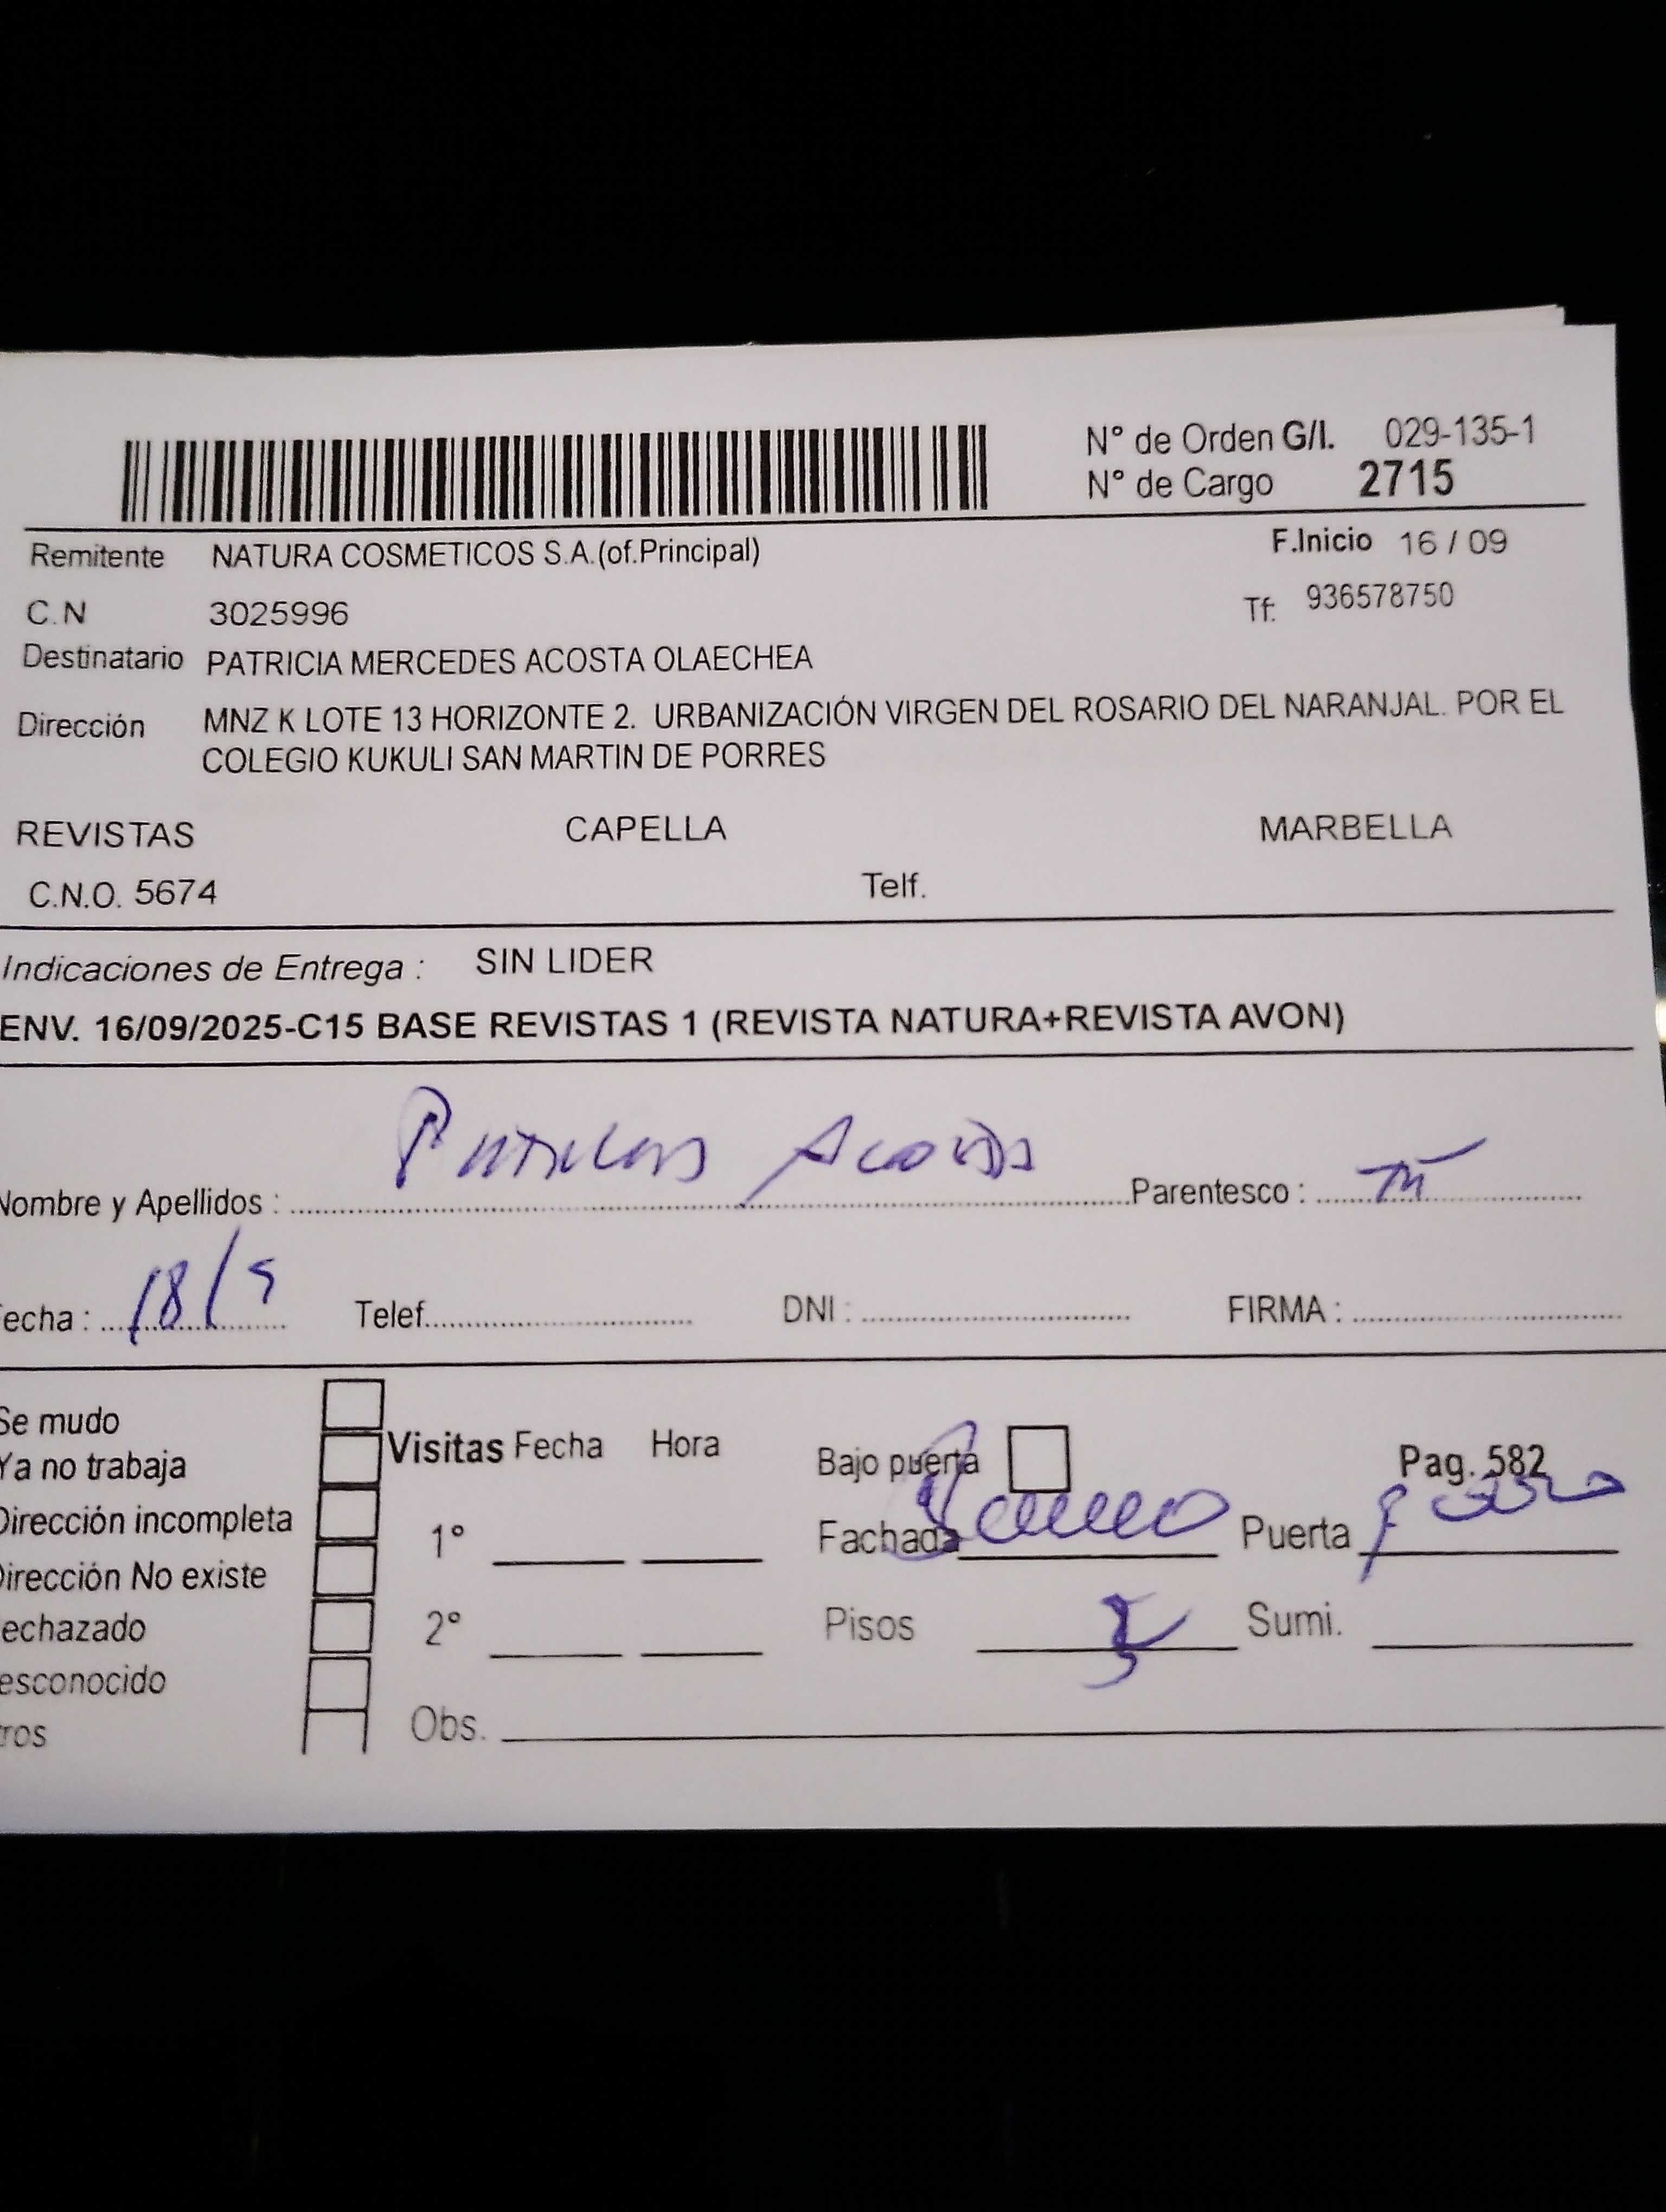 N° de Orden G/I. 029-135-1
N° de Cargo 2715
Remitente NATURA COSMETICOS S.A.(of.Principal) F.Inicio 16 / 09
C.N 3025996 Tf: 936578750
Destinatario PATRICIA MERCEDES ACOSTA OLAECHEA
Dirección MNZ K LOTE 13 HORIZONTE 2. URBANIZACIÓN VIRGEN DEL ROSARIO DEL NARANJAL. POR EL
COLEGIO KUKULI SAN MARTIN DE PORRES
REVISTAS CAPELLA MARBELLA
C.N.O. 5674 Telf.
Indicaciones de Entrega : SIN LIDER
ENV. 16/09/2025-C15 BASE REVISTAS 1 (REVISTA NATURA+REVISTA AVON)
Nombre y Apellidos : Acosta Parentesco :
echa : 18/9 Telef. DNI : FIRMA :
Se mudo
Ya no trabaja Visitas Fecha Hora Bajo puerta Pag. 582
Dirección incompleta 1° Fachada Puerta
Dirección No existe
echazado 2° Pisos Sumi.
esconocido
ros Obs.